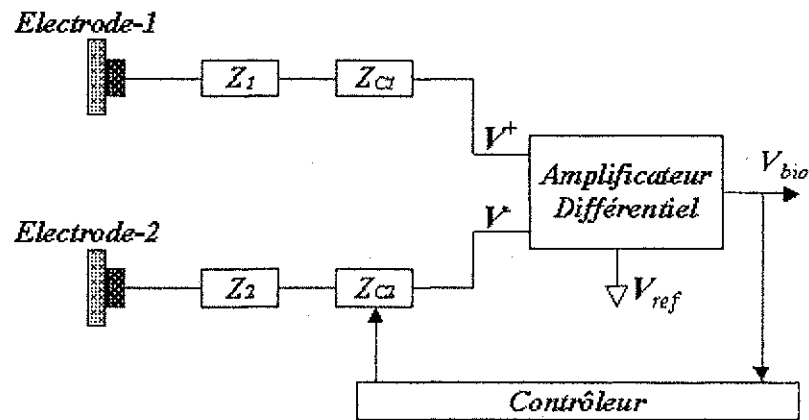 Electrode-1
Z1
ZC1
V+
Amplificateur
Différentiel
Vbio
V-
Electrode-2
Z2
ZC2
Vref
Contrôleur